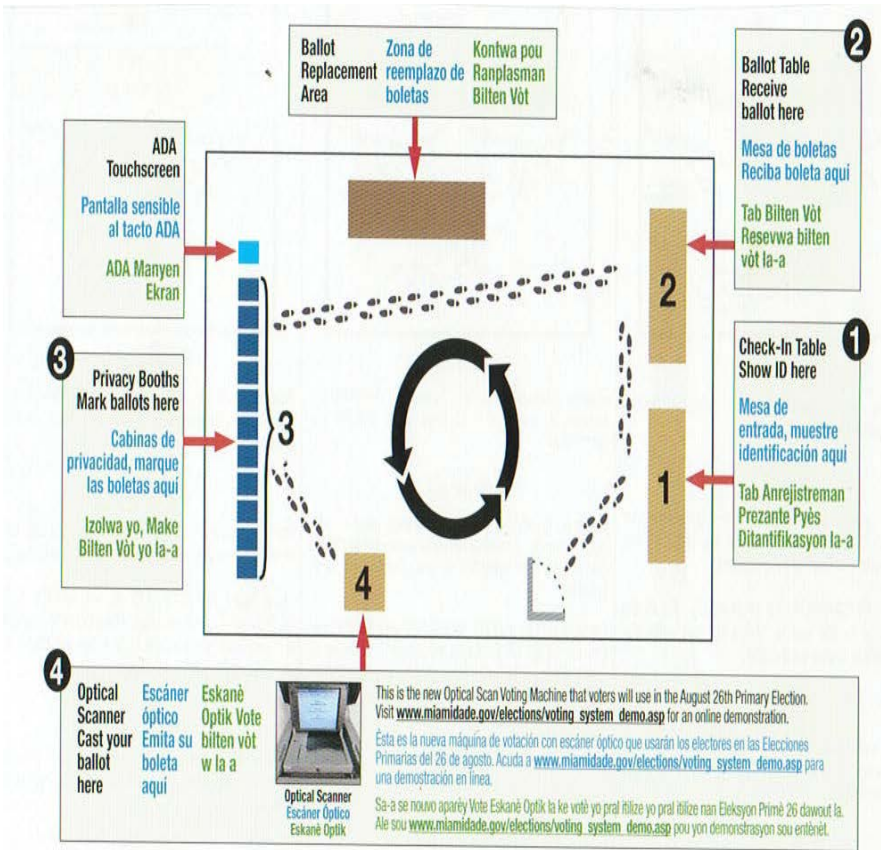 Ballot
Replacement
Area
Zona de
reemplazo de
boletas
Kontwa pou
Ranplasman
Bilten Vòt
2
Ballot Table
Receive
ballot here
Mesa de boletas
Reciba boleta aquí
Tab Bilten Vòt
Resevwa bilten
vòt la-a
ADA
Touchscreen
Pantalla sensible
al tacto ADA
ADA Manyen
Ekran
2
1
Check-In Table
Show ID here
Mesa de
entrada, muestre
identificación aquí
Tab Anrejistreman
Prezante Pyès
Ditantifikasyon la-a
3
Privacy Booths
Mark ballots here
Cabinas de
privacidad, marque
las boletas aquí
Izolwa yo, Make
Bilten Vòt yo la-a
3
1
4
4
Optical
Scanner
Cast your
ballot
here
Escáner
óptico
Emita su
boleta
aquí
Eskanè
Optik Vote
bilten vòt
w la a
Optical Scanner
Escáner Óptico
Eskanè Optik
This is the new Optical Scan Voting Machine that voters will use in the August 26th Primary Election.
Visit www.miamidade.gov/elections/voting_system_demo.asp for an online demonstration.
Ésta es la nueva máquina de votación con escáner óptico que usarán los electores en las Elecciones
Primarias del 26 de agosto. Acuda a www.miamidade.gov/elections/voting_system_demo.asp para
una demostración en línea.
Sa-a se nouvo aparèy Vote Eskanè Optik la ke votè yo pral itilize yo pral itilize nan Eleksyon Primè 26 dawout la.
Ale sou www.miamidade.gov/elections/voting_system_demo.asp pou yon demonstrasyon sou entènèt.